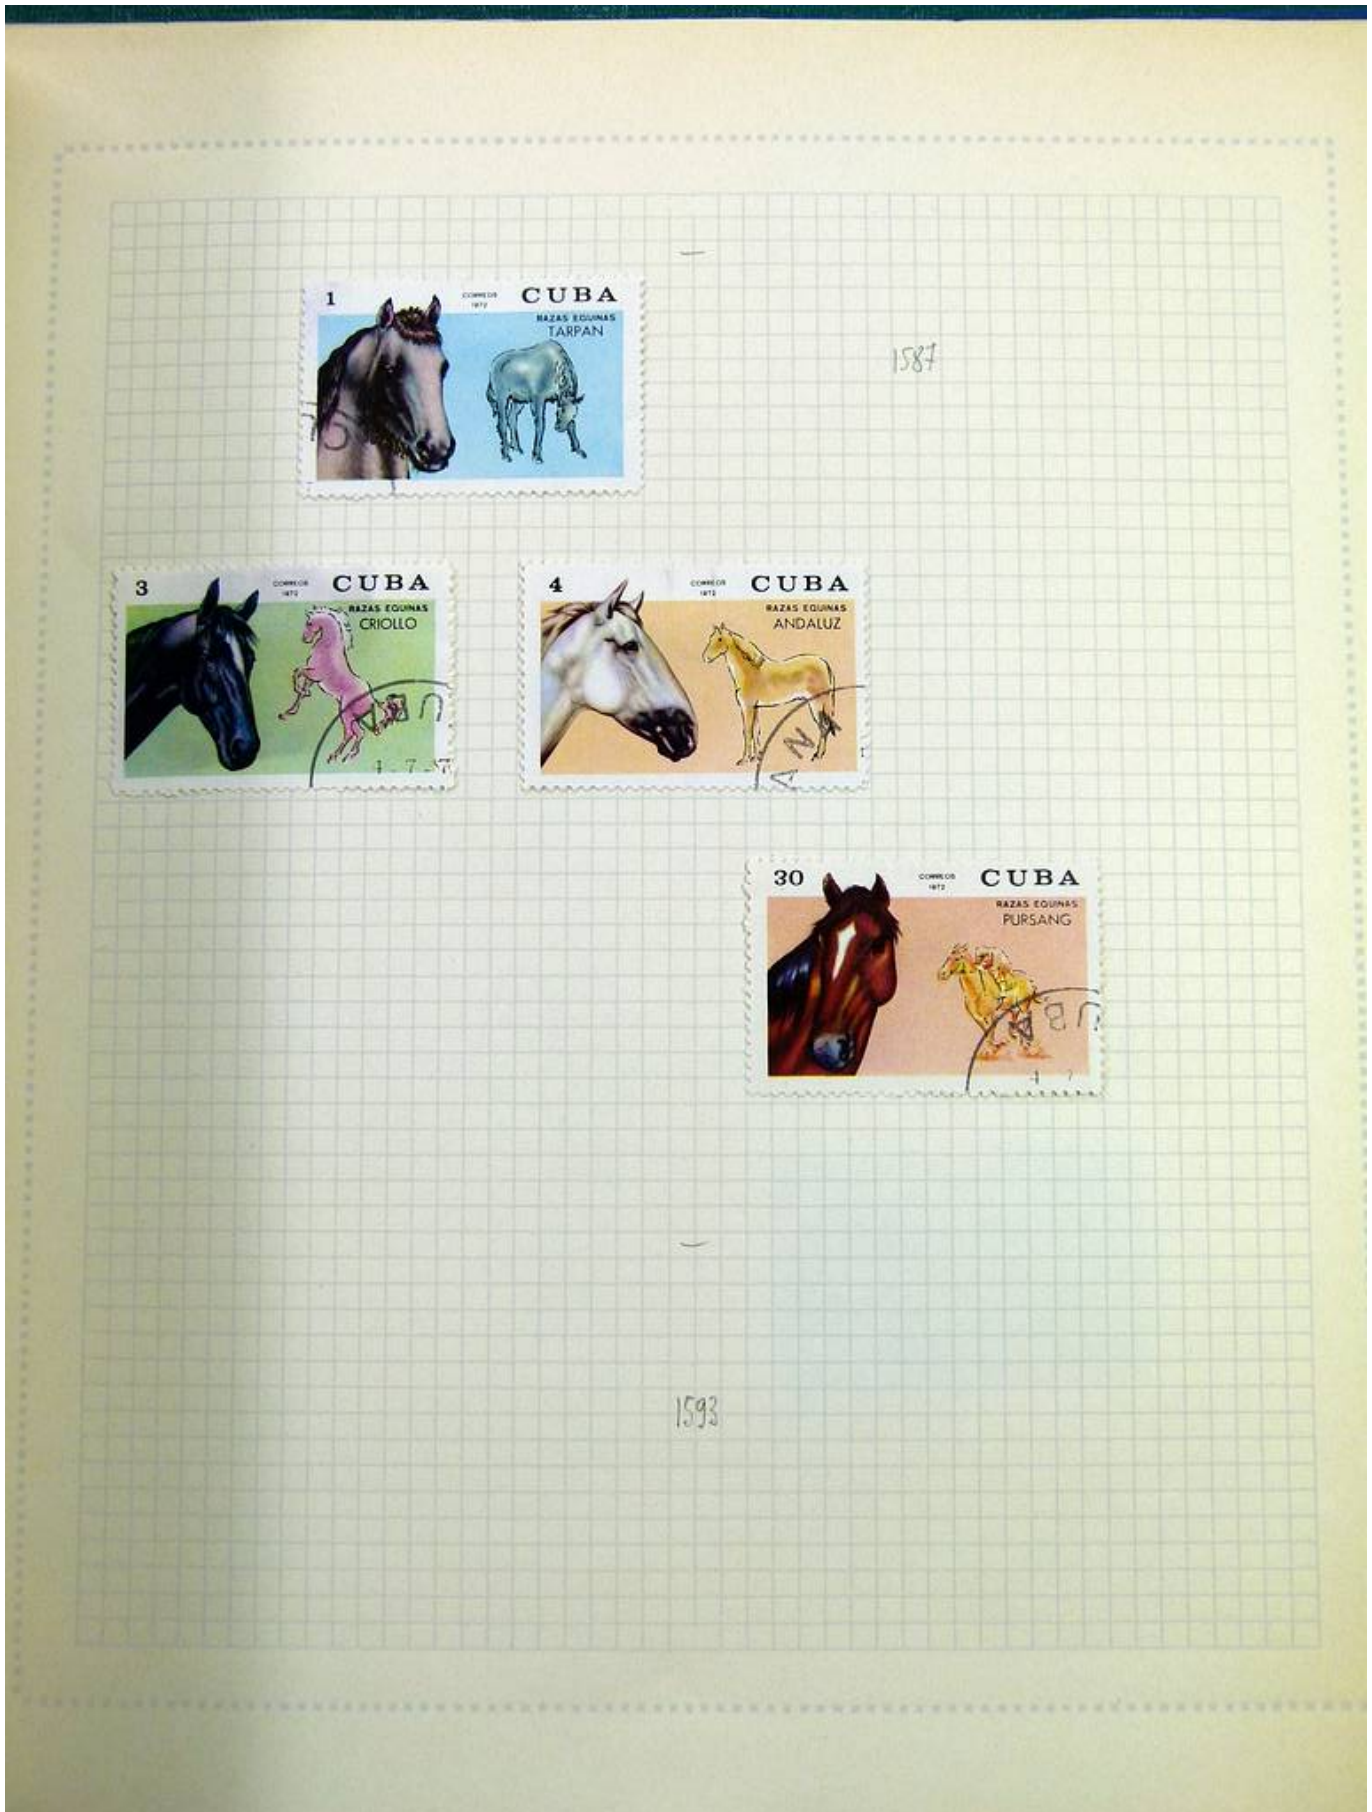 1 CORREOS CUBA
1972
RAZAS EQUINAS
TARPAN
1587
3 CORREOS CUBA
1972
RAZAS EQUINAS
CRIOLLO
4 CORREOS CUBA
1972
RAZAS EQUINAS
ANDALUZ
ANA
30 CORREOS CUBA
1972
RAZAS EQUINAS
PURSANG
1593